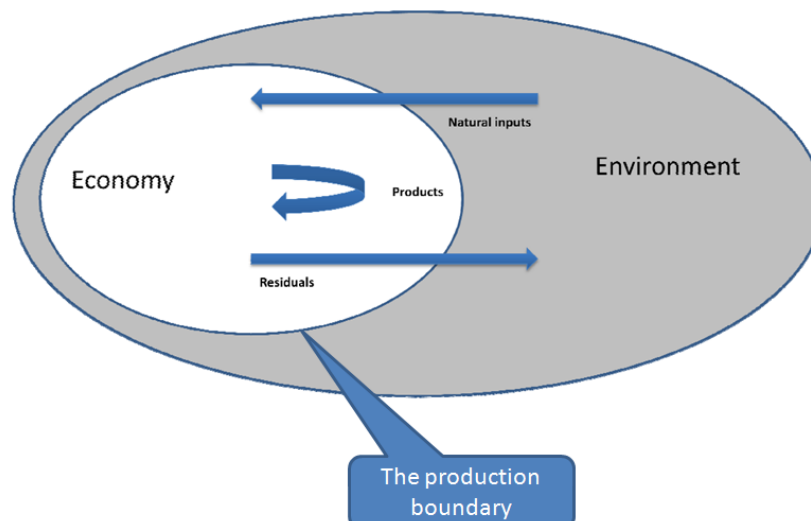 Natural inputs
Economy
Environment
Products
Residuals
The production
boundary